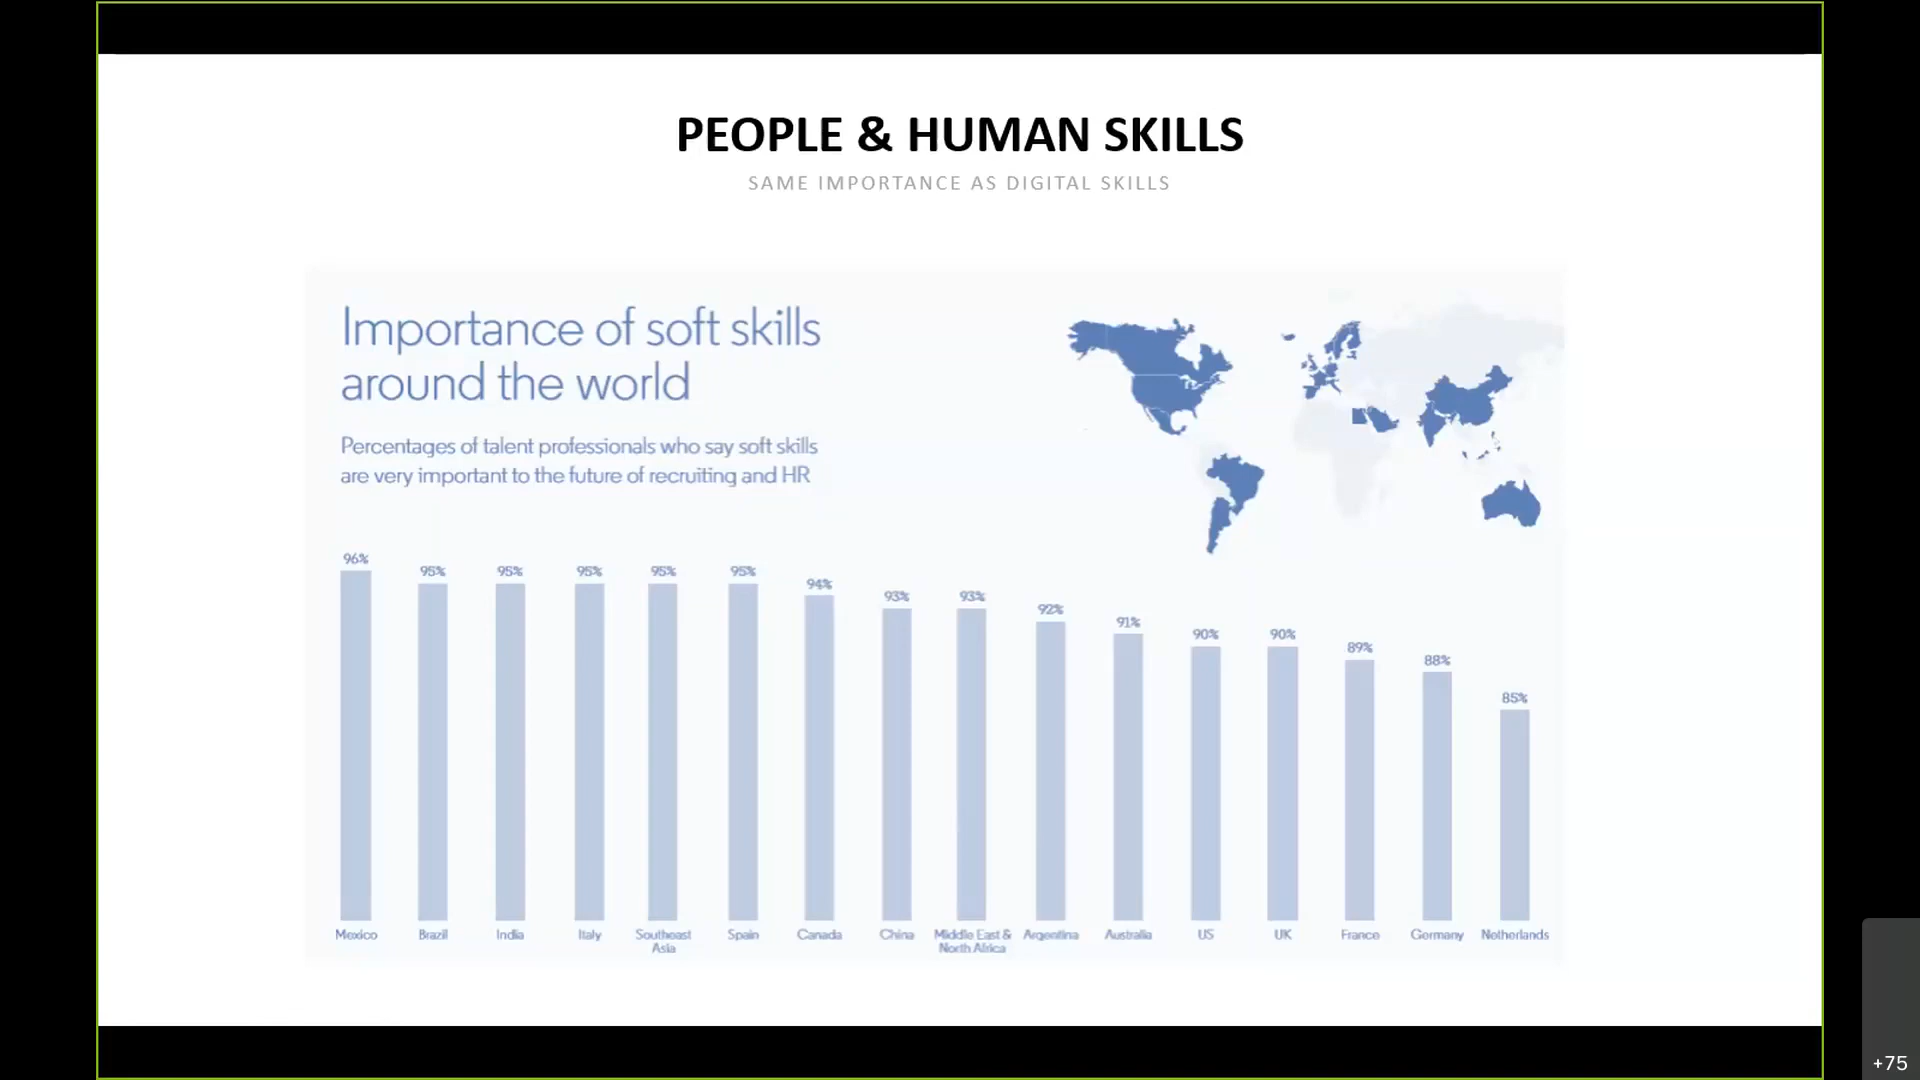 PEOPLE & HUMAN SKILLS
SAME IMPORTANCE AS DIGITAL SKILLS
Importance of soft skills
around the world
Percentages of talent professionals who say soft skills
are very important to the future of recruiting and HR
96%
95%
95%
95%
95%
95%
94%
93%
93%
92%
91%
90%
90%
89%
88%
85%
Mexico
Brazil
India
Italy
Southeast
Asia
Spain
Canada
China
Middle East &
North Africa
Argentina
Australia
US
UK
France
Germany
Netherlands
+75